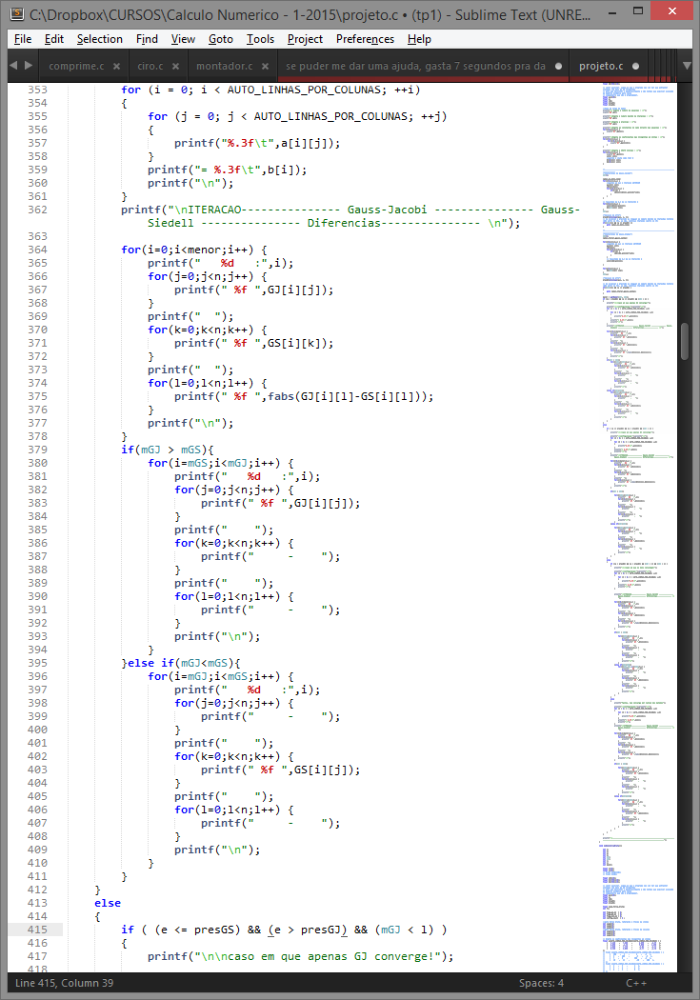 C:\Dropbox\CURSOS\Calculo Numerico - 1-2015\projeto.c • (tp1) - Sublime Text (UNRE...
File Edit Selection Find View Goto Tools Project Preferences Help
comprime.c ciro.c montador.c se puder me dar uma ajuda, gasta 7 segundos pra da projeto.c
353 for (i = 0; i < AUTO_LINHAS_POR_COLUNAS; ++i)
354 {
355 for (j = 0; j < AUTO_LINHAS_POR_COLUNAS; ++j)
356 {
357 printf("%.3f\t",a[i][j]);
358 }
359 printf("= %.3f\t",b[i]);
360 printf("\n");
361 }
362 printf("\nITERACAO--------------- Gauss-Jacobi --------------- Gauss-
Siedell --------------- Diferencias--------------- \n");
363
364 for(i=0;i<menor;i++) {
365 printf("   %d   :",i);
366 for(j=0;j<n;j++) {
367 printf(" %f ",GJ[i][j]);
368 }
369 printf("  ");
370 for(k=0;k<n;k++) {
371 printf(" %f ",GS[i][k]);
372 }
373 printf("  ");
374 for(l=0;l<n;l++) {
375 printf(" %f ",fabs(GJ[i][l]-GS[i][l]));
376 }
377 printf("\n");
378 }
379 if(mGJ > mGS){
380 for(i=mGS;i<mGJ;i++) {
381 printf("   %d   :",i);
382 for(j=0;j<n;j++) {
383 printf(" %f ",GJ[i][j]);
384 }
385 printf("    ");
386 for(k=0;k<n;k++) {
387 printf("     -    ");
388 }
389 printf("    ");
390 for(l=0;l<n;l++) {
391 printf("     -    ");
392 }
393 printf("\n");
394 }
395 }else if(mGJ<mGS){
396 for(i=mGJ;i<mGS;i++) {
397 printf("   %d   :",i);
398 for(j=0;j<n;j++) {
399 printf("     -    ");
400 }
401 printf("    ");
402 for(k=0;k<n;k++) {
403 printf(" %f ",GS[i][j]);
404 }
405 printf("    ");
406 for(l=0;l<n;l++) {
407 printf("     -    ");
408 }
409 printf("\n");
410 }
411 }
412 }
413 else
414 {
415 if ( (e <= presGS) && (e > presGJ) && (mGJ < l) )
416 {
417 printf("\n\ncaso em que apenas GJ converge!");
418
Line 415, Column 39 Spaces: 4 C++